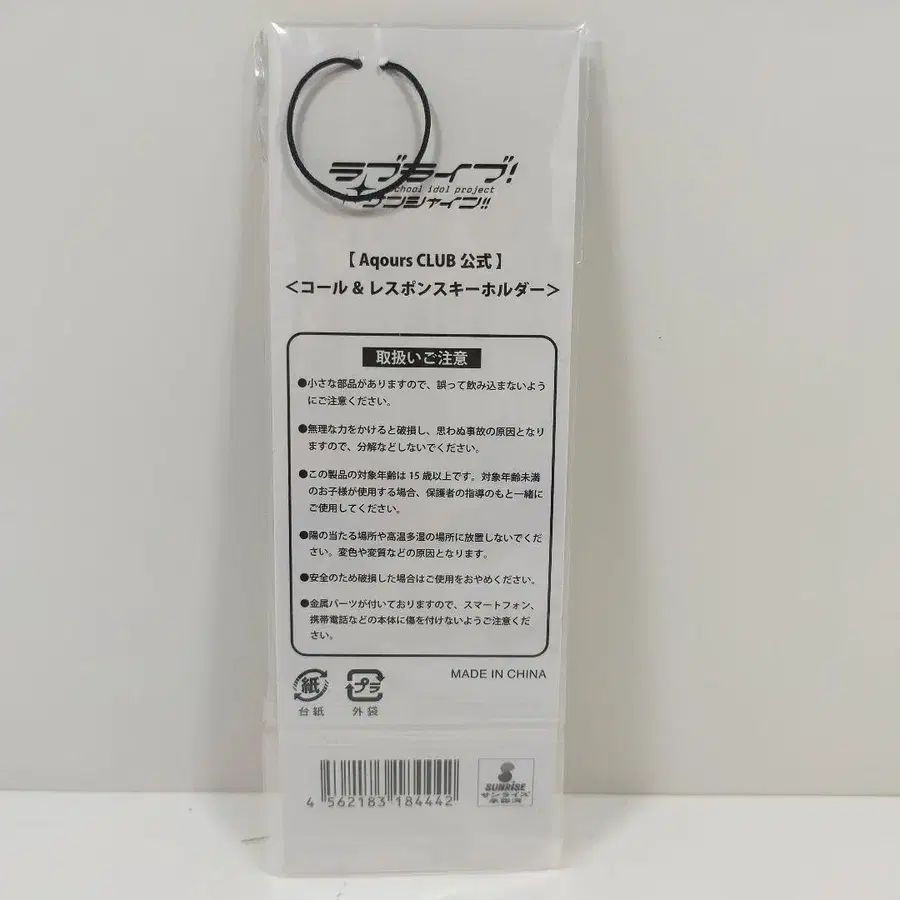 ラブライブ!
school idol project
サンシャイン!!
【 Aqours CLUB 公式 】
＜コール & レスポンスキーホルダー＞
取扱いご注意
●小さな部品がありますので、誤って飲み込まないよう
にご注意ください。
●無理な力をかけると破損し、思わぬ事故の原因となり
ますので、分解などしないでください。
●この製品の対象年齢は 15 歳以上です。対象年齢未満
のお子様が使用する場合、保護者の指導のもと一緒に
ご使用してください。
●陽の当たる場所や高温多湿の場所に放置しないでくだ
さい。変色や変質などの原因となります。
●安全のため破損した場合はご使用をおやめください。
●金属パーツが付いておりますので、スマートフォン、
携帯電話などの本体に傷を付けないようご注意くだ
さい。
MADE IN CHINA
紙 プラ
台紙 外袋
4 562183 184442
SUNRISE
サンライズ
承認済